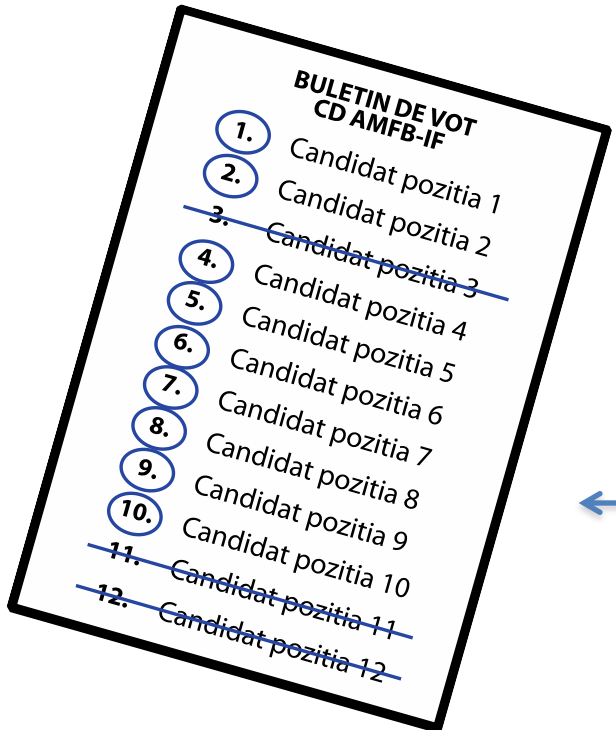 BULETIN DE VOT
CD AMFB-IF
1. Candidat pozitia 1
2. Candidat pozitia 2
3. Candidat pozitia 3
4. Candidat pozitia 4
5. Candidat pozitia 5
6. Candidat pozitia 6
7. Candidat pozitia 7
8. Candidat pozitia 8
9. Candidat pozitia 9
10. Candidat pozitia 10
11. Candidat pozitia 11
12. Candidat pozitia 12